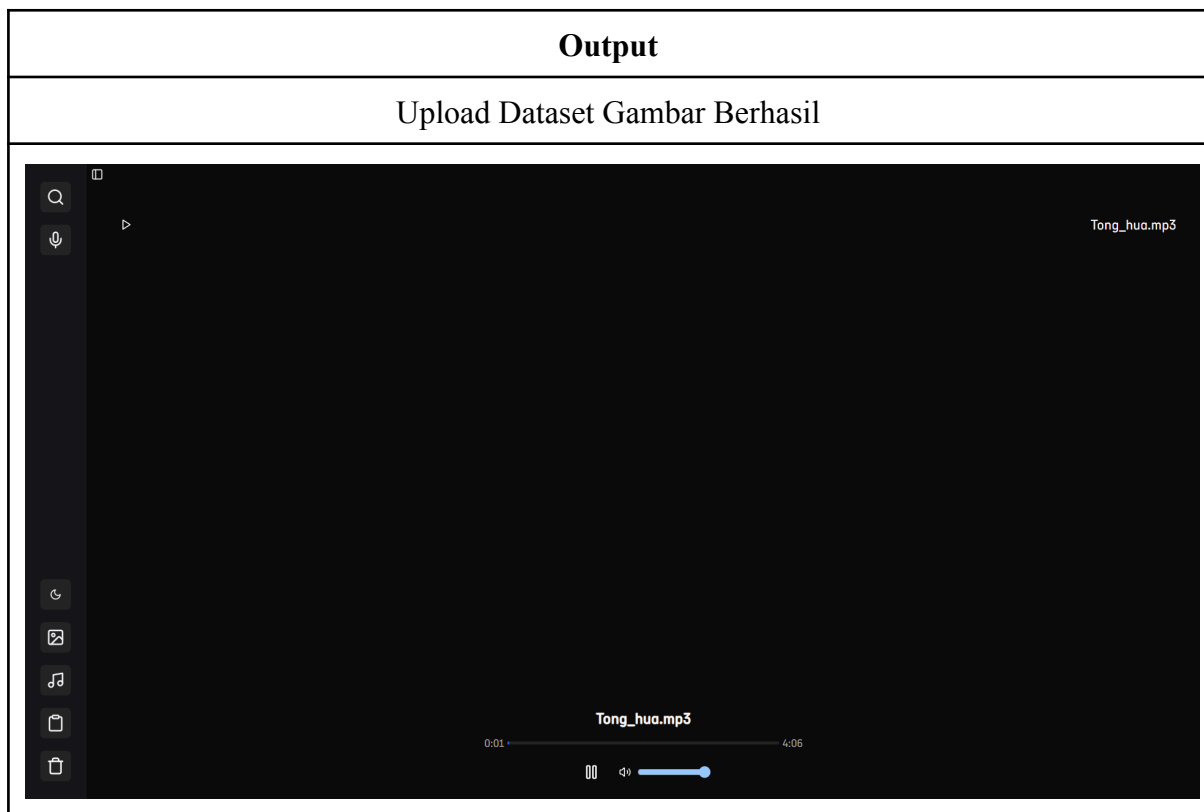 Output
Upload Dataset Gambar Berhasil
Tong_hua.mp3
Tong_hua.mp3
0:01 4:06